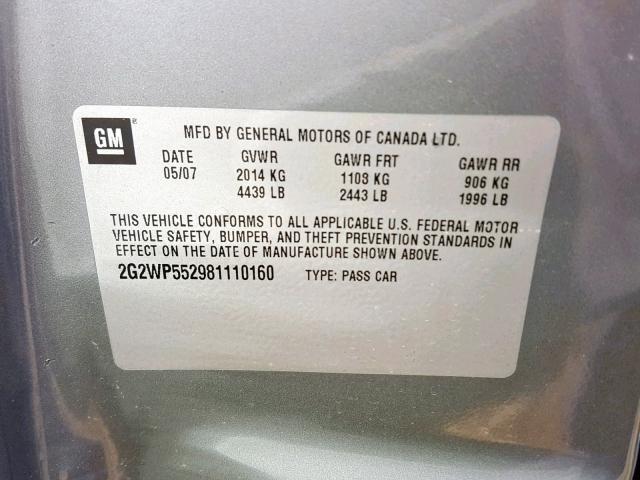 GM ®
MFD BY GENERAL MOTORS OF CANADA LTD.
DATE GVWR GAWR FRT GAWR RR
05/07 2014 KG 1108 KG 906 KG
4439 LB 2443 LB 1996 LB
THIS VEHICLE CONFORMS TO ALL APPLICABLE U.S. FEDERAL MOTOR
VEHICLE SAFETY, BUMPER, AND THEFT PREVENTION STANDARDS IN
EFFECT ON THE DATE OF MANUFACTURE SHOWN ABOVE.
2G2WP552981110160 TYPE: PASS CAR